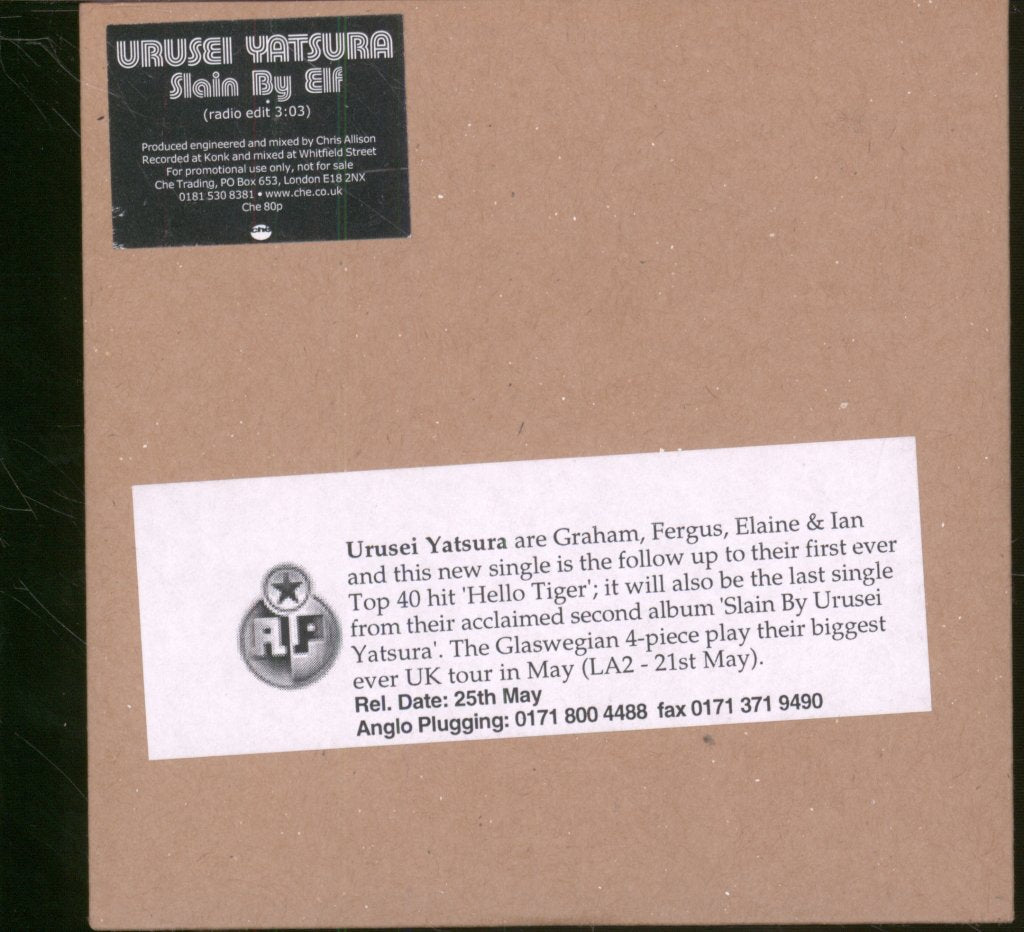 URUSEI YATSURA
Slain By Elf
(radio edit 3:03)
Produced engineered and mixed by Chris Allison
Recorded at Konk and mixed at Whitfield Street
For promotional use only, not for sale
Che Trading, PO Box 653, London E18 2NX
0181 530 8381 • www.che.co.uk
Che 80p
che
Urusei Yatsura are Graham, Fergus, Elaine & Ian
and this new single is the follow up to their first ever
Top 40 hit 'Hello Tiger'; it will also be the last single
from their acclaimed second album 'Slain By Urusei
Yatsura'. The Glaswegian 4-piece play their biggest
ever UK tour in May (LA2 - 21st May).
Rel. Date: 25th May
Anglo Plugging: 0171 800 4488 fax 0171 371 9490
AP